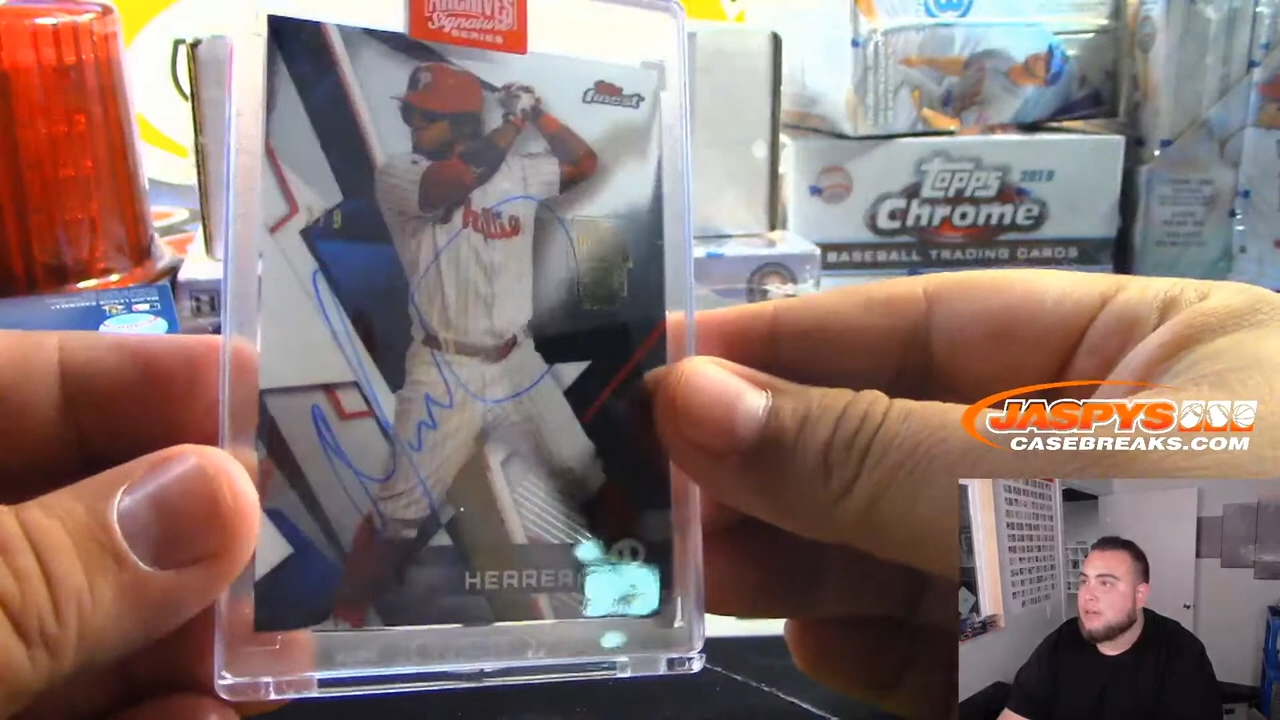 ARCHIVES
Signature
SERIES
finest
Phillies
HERRERA
Topps 2019
Chrome
BASEBALL TRADING CARDS
JASPYS
CASEBREAKS.COM